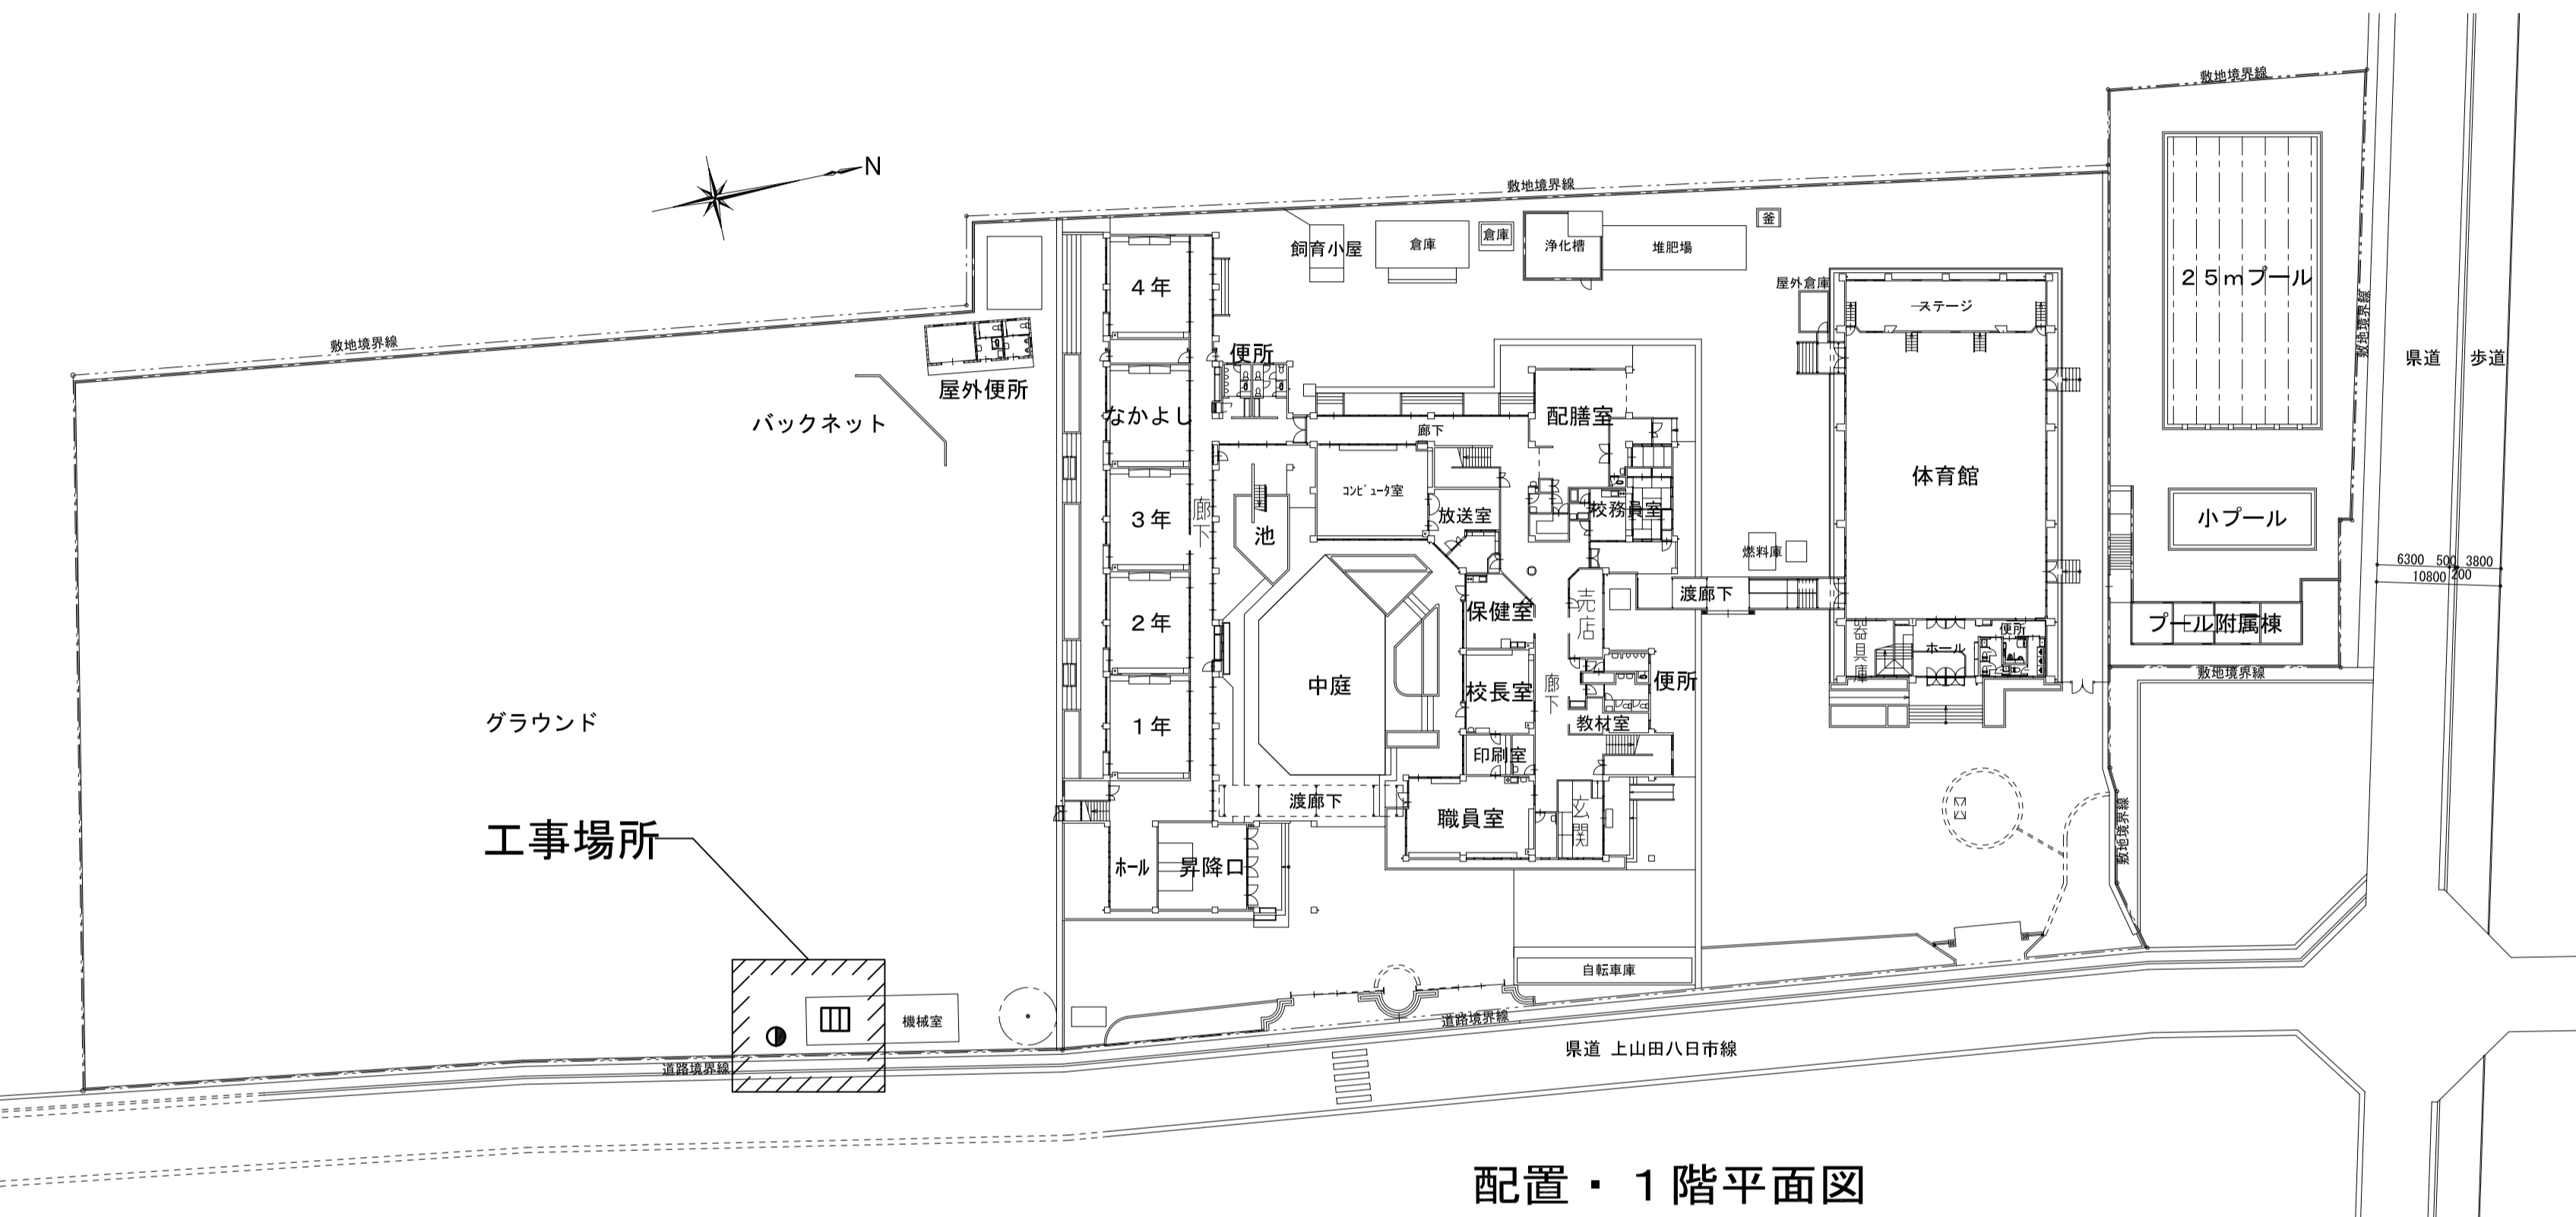 敷地境界線
N
敷地境界線
飼育小屋
倉庫
倉庫
浄化槽
堆肥場
釜
屋外倉庫
ステージ
25mプール
敷地境界線
県道
歩道
敷地境界線
屋外便所
バックネット
4年
便所
なかよし
廊下
配膳室
3年
廊下
池
コンピュータ室
放送室
校務員室
体育館
小プール
燃料庫
6300
500
3800
10800
200
2年
保健室
売店
渡廊下
器具庫
ホール
便所
プール附属棟
敷地境界線
グラウンド
1年
中庭
校長室
廊下
便所
教材室
印刷室
渡廊下
職員室
玄関
敷地境界線
工事場所
ホール
昇降口
自転車庫
機械室
道路境界線
道路境界線
県道 上山田八日市線
配置・1階平面図